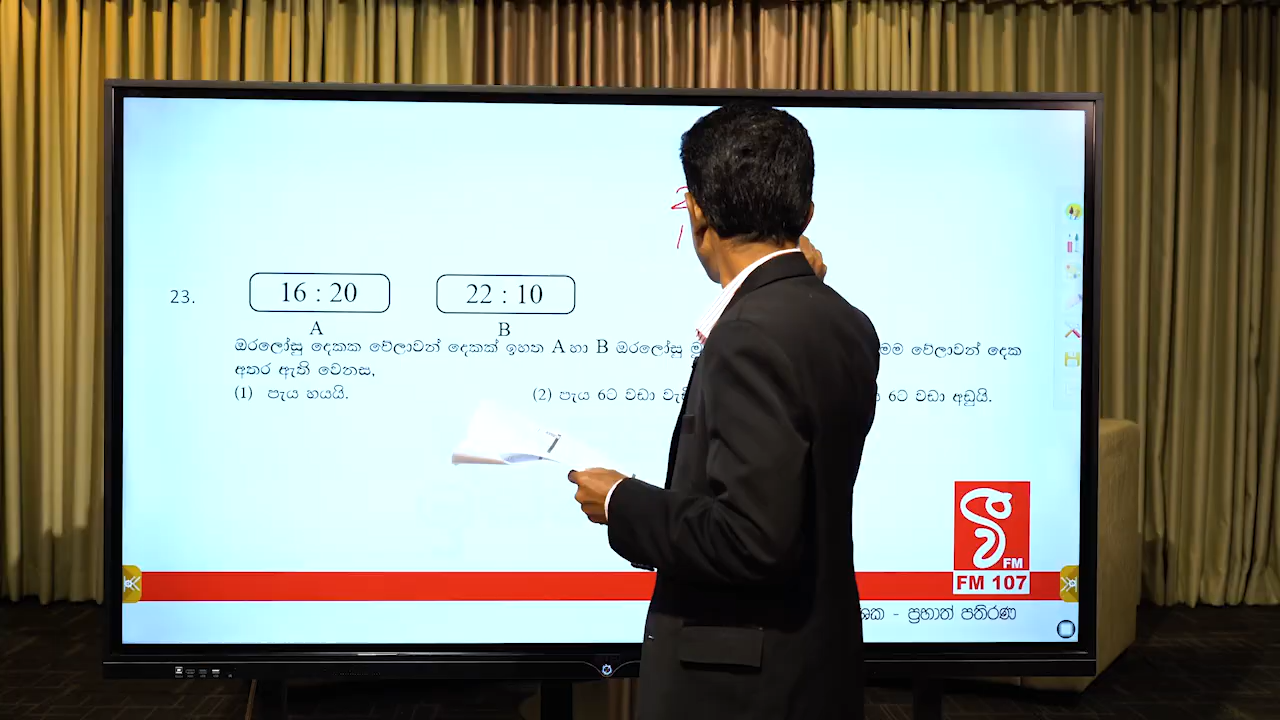 23.
16 : 20 22 : 10
A B
ඔරලෝසු දෙකක වේලාවන් දෙකක් ඉහත A හා B ඔරලෝසු වේලාවන් දෙක
අතර ඇති වෙනස,
(1) පැය හයයි. (2) පැය 6ට වඩා 6ට වඩා අඩුයි.
FM
FM 107
- ප්‍රභාත් පතිරණ